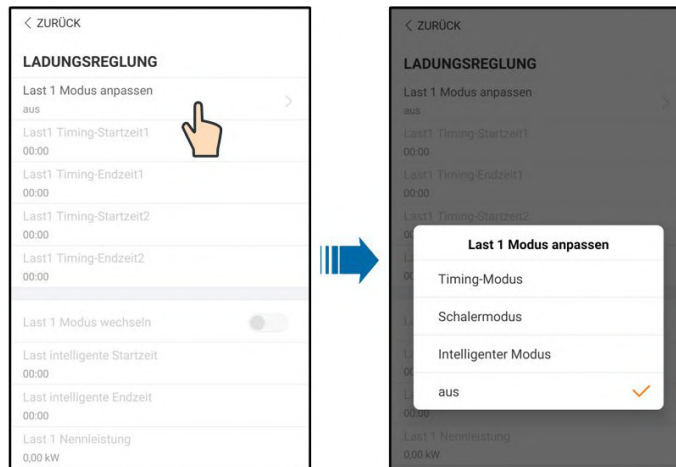 < ZURÜCK
LADUNGSREGLUNG
Last 1 Modus anpassen
aus
Last1 Timing-Startzeit1
00:00
Last1 Timing-Endzeit1
00:00
Last1 Timing-Startzeit2
00:00
Last1 Timing-Endzeit2
00:00
Last 1 Modus wechseln
Last intelligente Startzeit
00:00
Last intelligente Endzeit
00:00
Last 1 Nennleistung
0,00 kW
< ZURÜCK
LADUNGSREGLUNG
Last 1 Modus anpassen
aus
Last1 Timing-Startzeit1
00:00
Last1 Timing-Endzeit1
00:00
Last1 Timing-Startzeit2
Last 1 Modus anpassen
Timing-Modus
Schalermodus
Intelligenter Modus
aus
00:00
Last 1 Nennleistung
0,00 kW